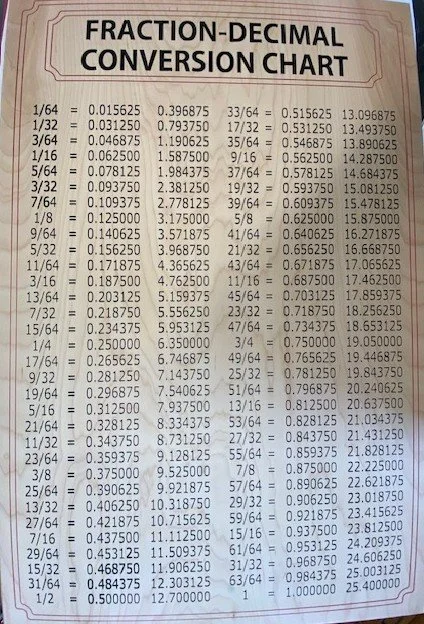 FRACTION-DECIMAL
CONVERSION CHART
1/64 = 0.015625 0.396875 33/64 = 0.515625 13.096875
1/32 = 0.031250 0.793750 17/32 = 0.531250 13.493750
3/64 = 0.046875 1.190625 35/64 = 0.546875 13.890625
1/16 = 0.062500 1.587500 9/16 = 0.562500 14.287500
5/64 = 0.078125 1.984375 37/64 = 0.578125 14.684375
3/32 = 0.093750 2.381250 19/32 = 0.593750 15.081250
7/64 = 0.109375 2.778125 39/64 = 0.609375 15.478125
1/8 = 0.125000 3.175000 5/8 = 0.625000 15.875000
9/64 = 0.140625 3.571875 41/64 = 0.640625 16.271875
5/32 = 0.156250 3.968750 21/32 = 0.656250 16.668750
11/64 = 0.171875 4.365625 43/64 = 0.671875 17.065625
3/16 = 0.187500 4.762500 11/16 = 0.687500 17.462500
13/64 = 0.203125 5.159375 45/64 = 0.703125 17.859375
7/32 = 0.218750 5.556250 23/32 = 0.718750 18.256250
15/64 = 0.234375 5.953125 47/64 = 0.734375 18.653125
1/4 = 0.250000 6.350000 3/4 = 0.750000 19.050000
17/64 = 0.265625 6.746875 49/64 = 0.765625 19.446875
9/32 = 0.281250 7.143750 25/32 = 0.781250 19.843750
19/64 = 0.296875 7.540625 51/64 = 0.796875 20.240625
5/16 = 0.312500 7.937500 13/16 = 0.812500 20.637500
21/64 = 0.328125 8.334375 53/64 = 0.828125 21.034375
11/32 = 0.343750 8.731250 27/32 = 0.843750 21.431250
23/64 = 0.359375 9.128125 55/64 = 0.859375 21.828125
3/8 = 0.375000 9.525000 7/8 = 0.875000 22.225000
25/64 = 0.390625 9.921875 57/64 = 0.890625 22.621875
13/32 = 0.406250 10.318750 29/32 = 0.906250 23.018750
27/64 = 0.421875 10.715625 59/64 = 0.921875 23.415625
7/16 = 0.437500 11.112500 15/16 = 0.937500 23.812500
29/64 = 0.453125 11.509375 61/64 = 0.953125 24.209375
15/32 = 0.468750 11.906250 31/32 = 0.968750 24.606250
31/64 = 0.484375 12.303125 63/64 = 0.984375 25.003125
1/2 = 0.500000 12.700000 1 = 1.000000 25.400000